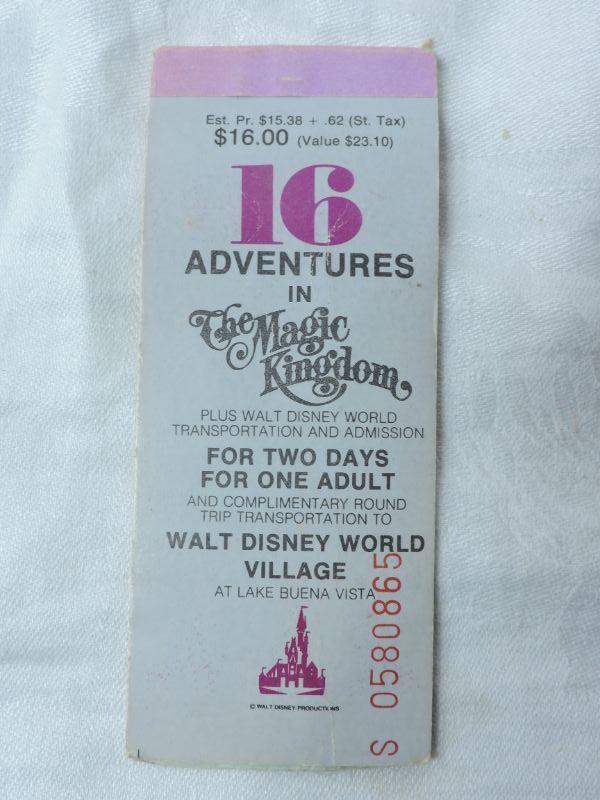 Est. Pr. $15.38 + .62 (St. Tax)
$16.00 (Value $23.10)
16
ADVENTURES
IN
The Magic
Kingdom
PLUS WALT DISNEY WORLD
TRANSPORTATION AND ADMISSION
FOR TWO DAYS
FOR ONE ADULT
AND COMPLIMENTARY ROUND
TRIP TRANSPORTATION TO
WALT DISNEY WORLD
VILLAGE
AT LAKE BUENA VISTA
© WALT DISNEY PRODUCTIONS
S 0580865